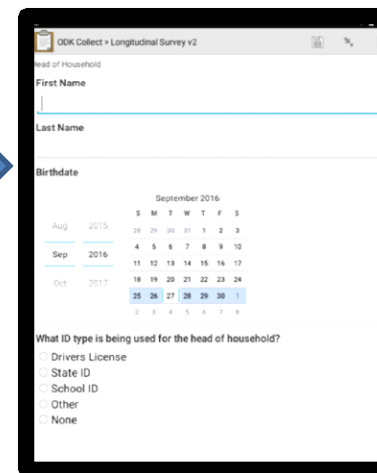 ODK Collect > Longitudinal Survey v2
Head of Household
First Name
Last Name
Birthdate
September 2016
S M T W T F S
Aug 2015 28 29 30 31 1 2 3
4 5 6 7 8 9 10
Sep 2016
11 12 13 14 15 16 17
Oct 2017 18 19 20 21 22 23 24
25 26 27 28 29 30 1
2 3 4 5 6 7 8
What ID type is being used for the head of household?
Drivers License
State ID
School ID
Other
None